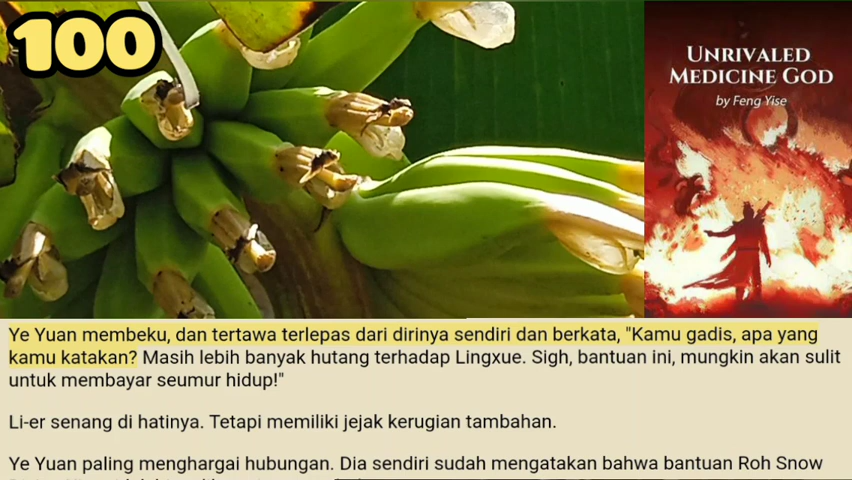 100
UNRIVALED
MEDICINE GOD
by Feng Yise
Ye Yuan membeku, dan tertawa terlepas dari dirinya sendiri dan berkata, "Kamu gadis, apa yang
kamu katakan? Masih lebih banyak hutang terhadap Lingxue. Sigh, bantuan ini, mungkin akan sulit
untuk membayar seumur hidup!"
Li-er senang di hatinya. Tetapi memiliki jejak kerugian tambahan.
Ye Yuan paling menghargai hubungan. Dia sendiri sudah mengatakan bahwa bantuan Roh Snow